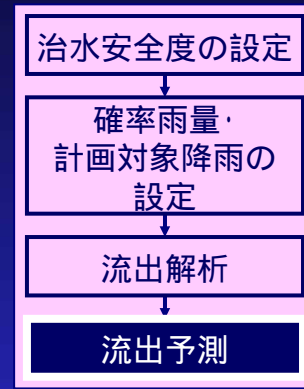 治水安全度の設定
確率雨量・
計画対象降雨の
設定
流出解析
流出予測